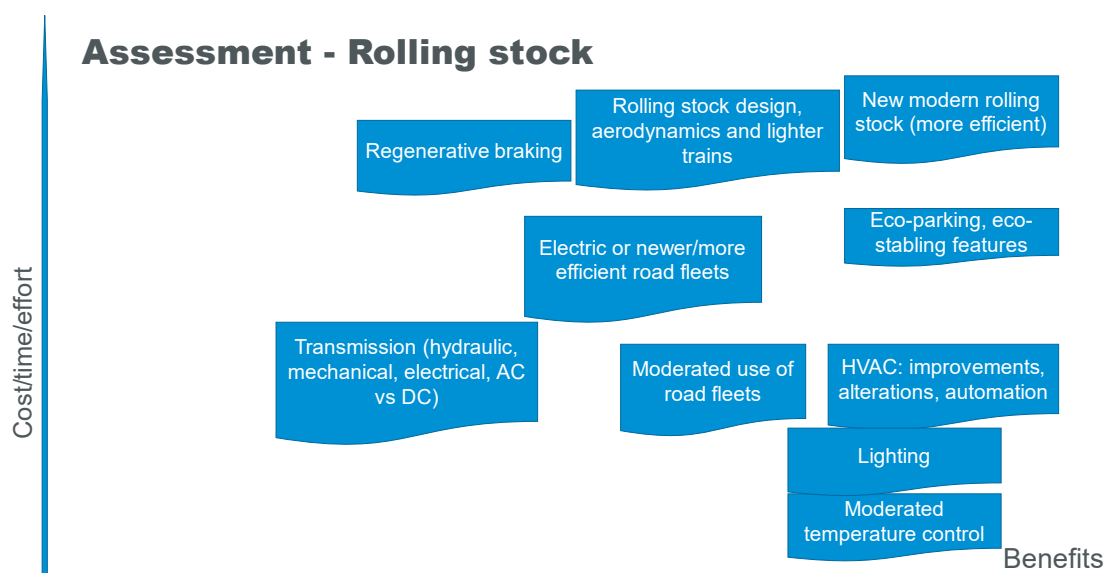 Assessment - Rolling stock
Rolling stock design,
aerodynamics and lighter
trains
New modern rolling
stock (more efficient)
Regenerative braking
Eco-parking, eco-
stabling features
Electric or newer/more
efficient road fleets
Cost/time/effort
Transmission (hydraulic,
mechanical, electrical, AC
vs DC)
Moderated use of
road fleets
HVAC: improvements,
alterations, automation
Lighting
Moderated
temperature control
Benefits